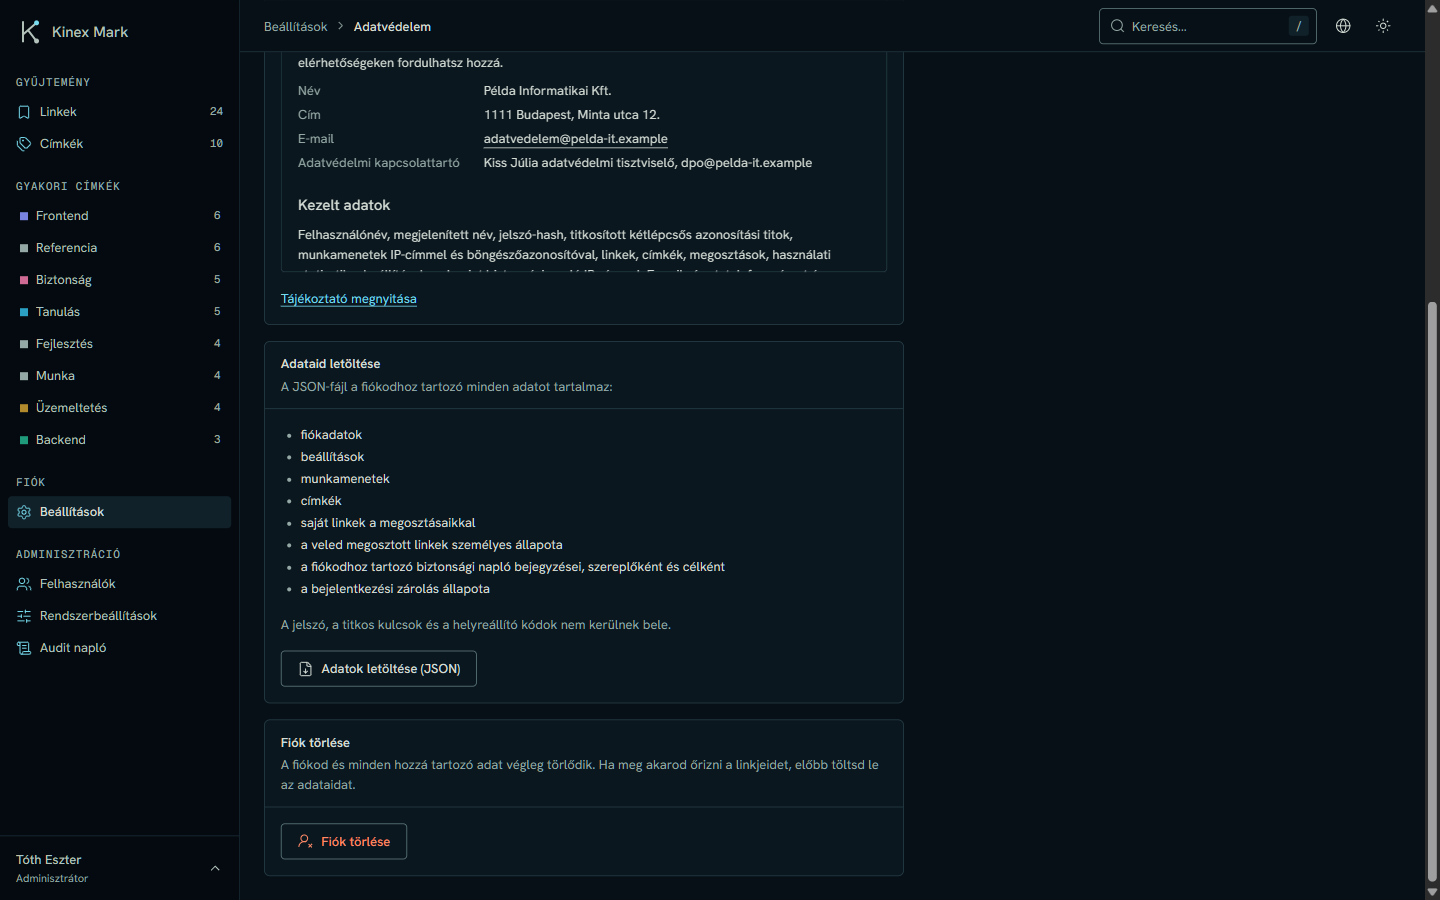 Kinex Mark
GYŰJTEMÉNY
Linkek 24
Címkék 10
GYAKORI CÍMKÉK
Frontend 6
Referencia 6
Biztonság 5
Tanulás 5
Fejlesztés 4
Munka 4
Üzemeltetés 4
Backend 3
FIÓK
Beállítások
ADMINISZTRÁCIÓ
Felhasználók
Rendszerbeállítások
Audit napló
Tóth Eszter
Adminisztrátor
Beállítások > Adatvédelem
Keresés... /
elérhetőségeken fordulhatsz hozzá.
Név Példa Informatikai Kft.
Cím 1111 Budapest, Minta utca 12.
E-mail adatvedelem@pelda-it.example
Adatvédelmi kapcsolattartó Kiss Júlia adatvédelmi tisztviselő, dpo@pelda-it.example
Kezelt adatok
Felhasználónév, megjelenített név, jelszó-hash, titkosított kétlépcsős azonosítási titok,
munkamenetek IP-címmel és böngészőazonosítóval, linkek, címkék, megosztások, használati
Tájékoztató megnyitása
Adataid letöltése
A JSON-fájl a fiókodhoz tartozó minden adatot tartalmaz:
• fiókadatok
• beállítások
• munkamenetek
• címkék
• saját linkek a megosztásaikkal
• a veled megosztott linkek személyes állapota
• a fiókodhoz tartozó biztonsági napló bejegyzései, szereplőként és célként
• a bejelentkezési zárolás állapota
A jelszó, a titkos kulcsok és a helyreállító kódok nem kerülnek bele.
Adatok letöltése (JSON)
Fiók törlése
A fiókod és minden hozzá tartozó adat végleg törlődik. Ha meg akarod őrizni a linkjeidet, előbb töltsd le
az adataidat.
Fiók törlése